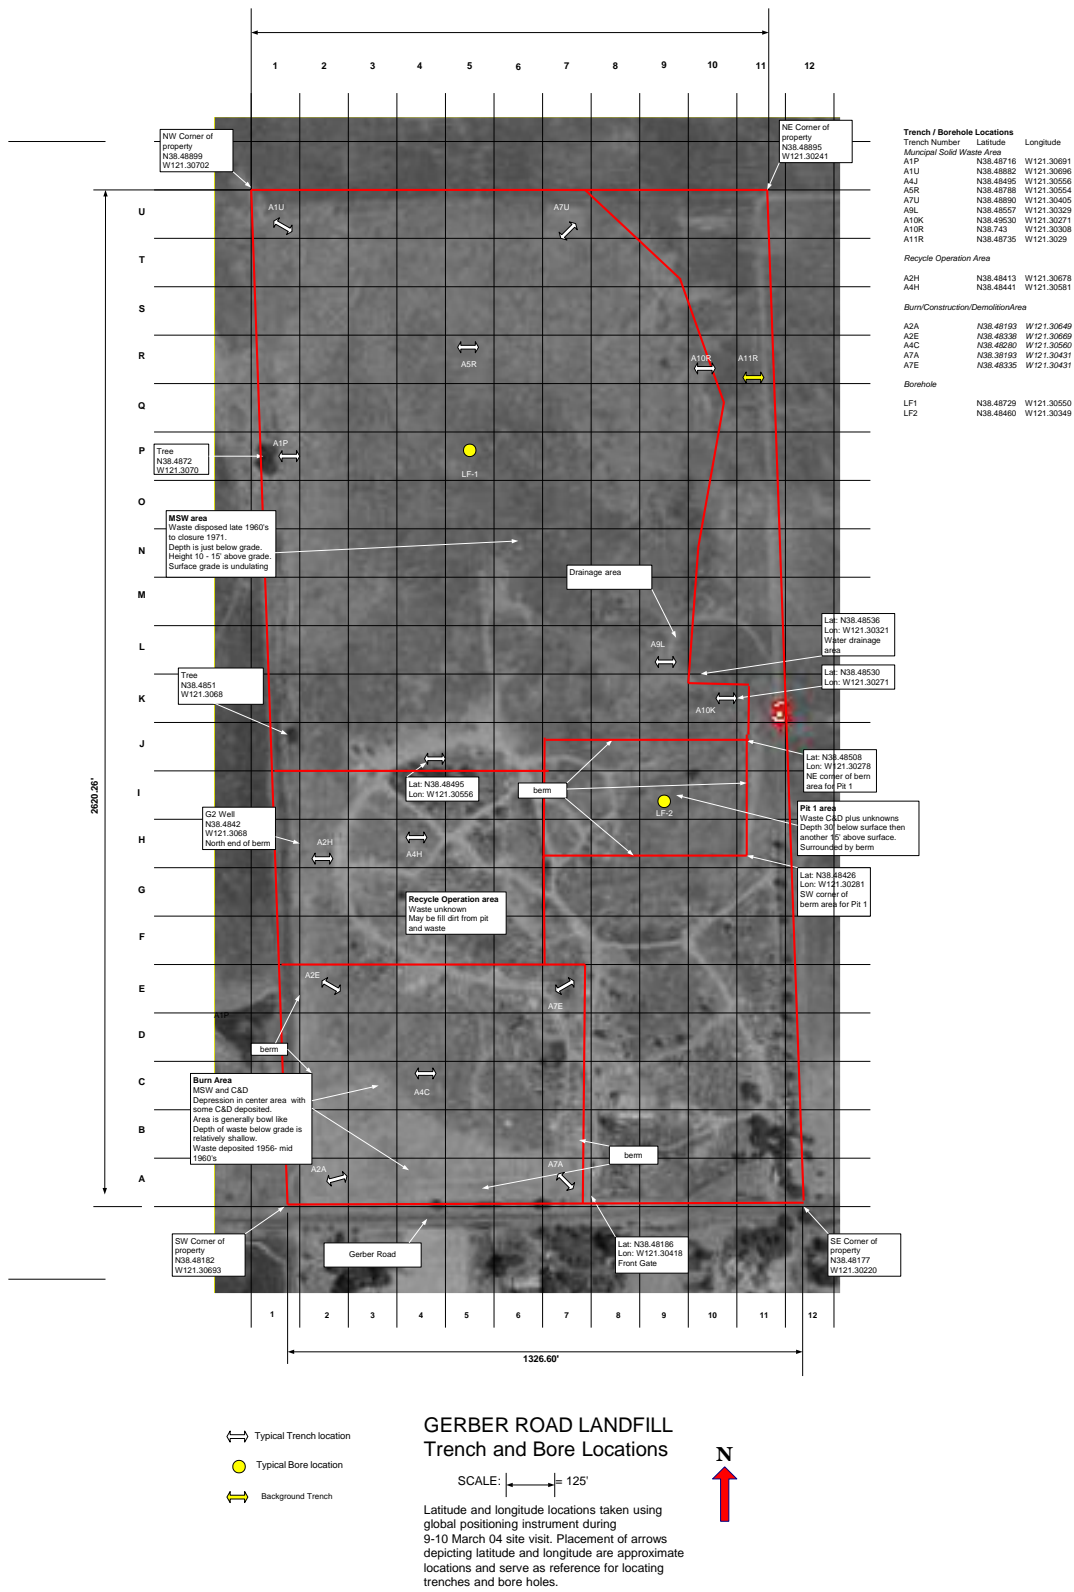 1 2 3 4 5 6 7 8 9 10 11 12
NW Corner of
property
N38.48899
W121.30702
NE Corner of
property
N38.48895
W121.30241
Trench / Borehole Locations
Trench Number Latitude Longitude
Muncipal Solid Waste Area
A1P N38.48716 W121.30691
A1U N38.48882 W121.30696
A4J N38.48495 W121.30556
A5R N38.48788 W121.30554
A7U N38.48890 W121.30405
A9L N38.48557 W121.30329
A10K N38.49530 W121.30271
A10R N38.743 W121.30308
A11R N38.48735 W121.3029
Recycle Operation Area
A2H N38.48413 W121.30678
A4H N38.48441 W121.30581
Burn/Construction/DemolitionArea
A2A N38.48193 W121.30649
A2E N38.48338 W121.30669
A4C N38.48280 W121.30560
A7A N38.38193 W121.30431
A7E N38.48335 W121.30431
Borehole
LF1 N38.48729 W121.30550
LF2 N38.48460 W121.30349
U
A1U
A7U
T
S
R
A5R
A10R
A11R
Q
P
A1P
LF-1
Tree
N38.4872
W121.3070
O
MSW area
Waste disposed late 1960's
to closure 1971.
Depth is just below grade.
Height 10 - 15' above grade.
Surface grade is undulating
N
Drainage area
M
Lat: N38.48536
Lon: W121.30321
Water drainage
area
L
A9L
Lat: N38.48530
Lon: W121.30271
Tree
N38.4851
W121.3068
K
A10K
J
Lat: N38.48508
Lon: W121.30278
NE corner of bern
area for Pit 1
2620.26'
I
Lat: N38.48495
Lon: W121.30556
berm
LF-2
Pit 1 area
Waste C&D plus unknowns
Depth 30' below surface then
another 15' above surface.
Surrounded by berm
G2 Well
N38.4842
W121.3068
North end of berm
H
A2H
A4H
Lat: N38.48426
Lon: W121.30281
SW corner of
berm area for Pit 1
G
Recycle Operation area
Waste unknown
May be fill dirt from pit
and waste
F
E
A2E
A7E
A1P
D
berm
C
A4C
Burn Area
MSW and C&D
Depression in center area with
some C&D deposited.
Area is generally bowl like
Depth of waste below grade is
relatively shallow.
Waste deposited 1956- mid
1960's
B
berm
A
A2A
A7A
SW Corner of
property
N38.48182
W121.30693
Gerber Road
Lat: N38.48186
Lon: W121.30418
Front Gate
SE Corner of
property
N38.48177
W121.30220
1 2 3 4 5 6 7 8 9 10 11 12
1326.60'
Typical Trench location
Typical Bore location
Background Trench
GERBER ROAD LANDFILL
Trench and Bore Locations
SCALE: = 125'
N
Latitude and longitude locations taken using
global positioning instrument during
9-10 March 04 site visit. Placement of arrows
depicting latitude and longitude are approximate
locations and serve as reference for locating
trenches and bore holes.